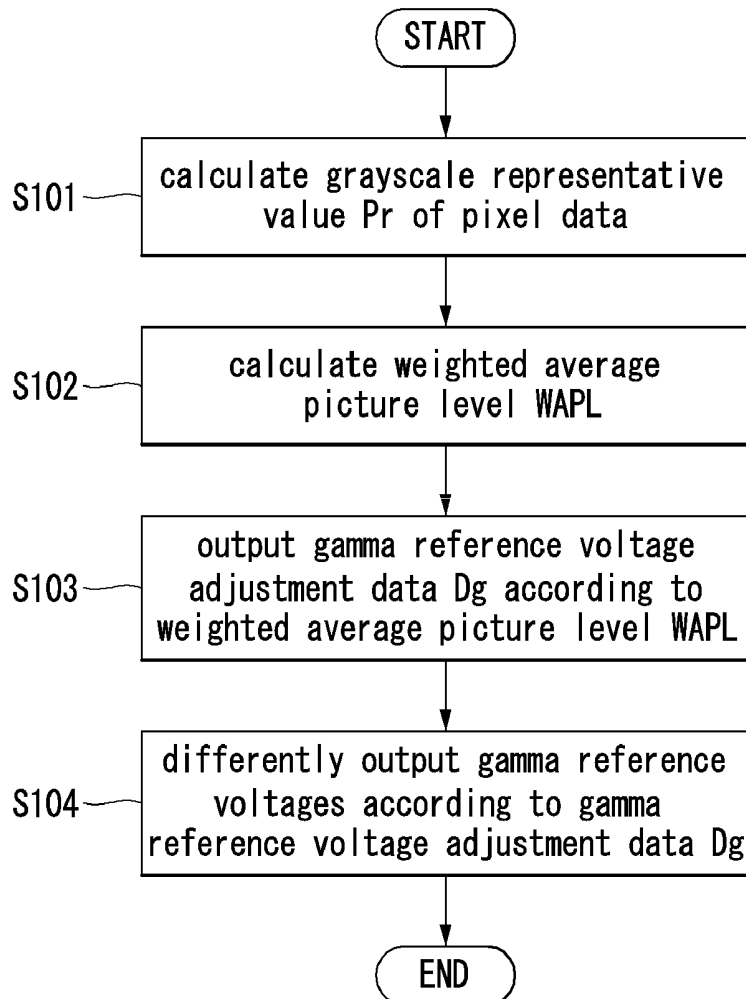 START
S101
calculate grayscale representative
value Pr of pixel data
S102
calculate weighted average
picture level WAPL
S103
output gamma reference voltage
adjustment data Dg according to
weighted average picture level WAPL
S104
differently output gamma reference
voltages according to gamma
reference voltage adjustment data Dg
END